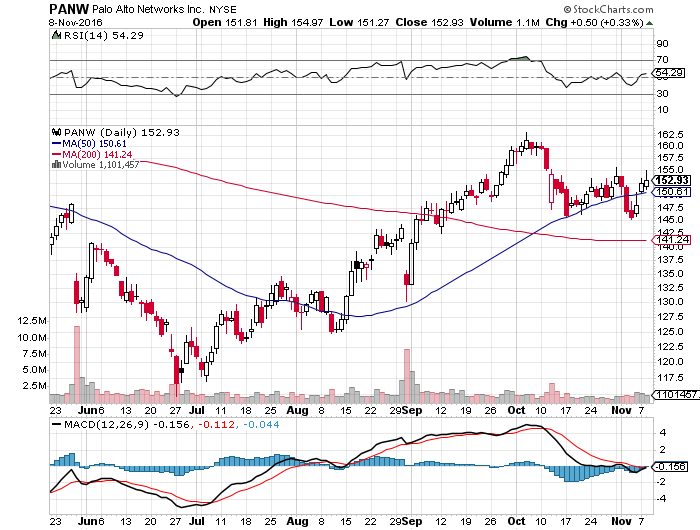 PANW Palo Alto Networks Inc. NYSE © StockCharts.com
8-Nov-2016 Open 151.81 High 154.97 Low 151.27 Close 152.93 Volume 1.1M Chg +0.50 (+0.33%)
RSI(14) 54.29
90
70
54.29
50
30
10
PANW (Daily) 152.93
MA(50) 150.61
MA(200) 141.24
Volume 1,101,457
162.5
160.0
157.5
155.0
152.93
150.61
147.5
145.0
142.5
141.24
137.5
135.0
132.5
130.0
127.5
125.0
122.5
120.0
117.5
12.5M
10.0M
7.5M
5.0M
2.5M
1101457
23 Jun 6 13 20 27 Jul 11 18 25 Aug 8 15 22 Sep 12 19 26 Oct 10 17 24 Nov 7
MACD(12,26,9) -0.156, -0.112, -0.044
4
2
-0.156
-2
-4
23 Jun 6 13 20 27 Jul 11 18 25 Aug 8 15 22 29 Sep 12 19 26 Oct 10 17 24 Nov 7